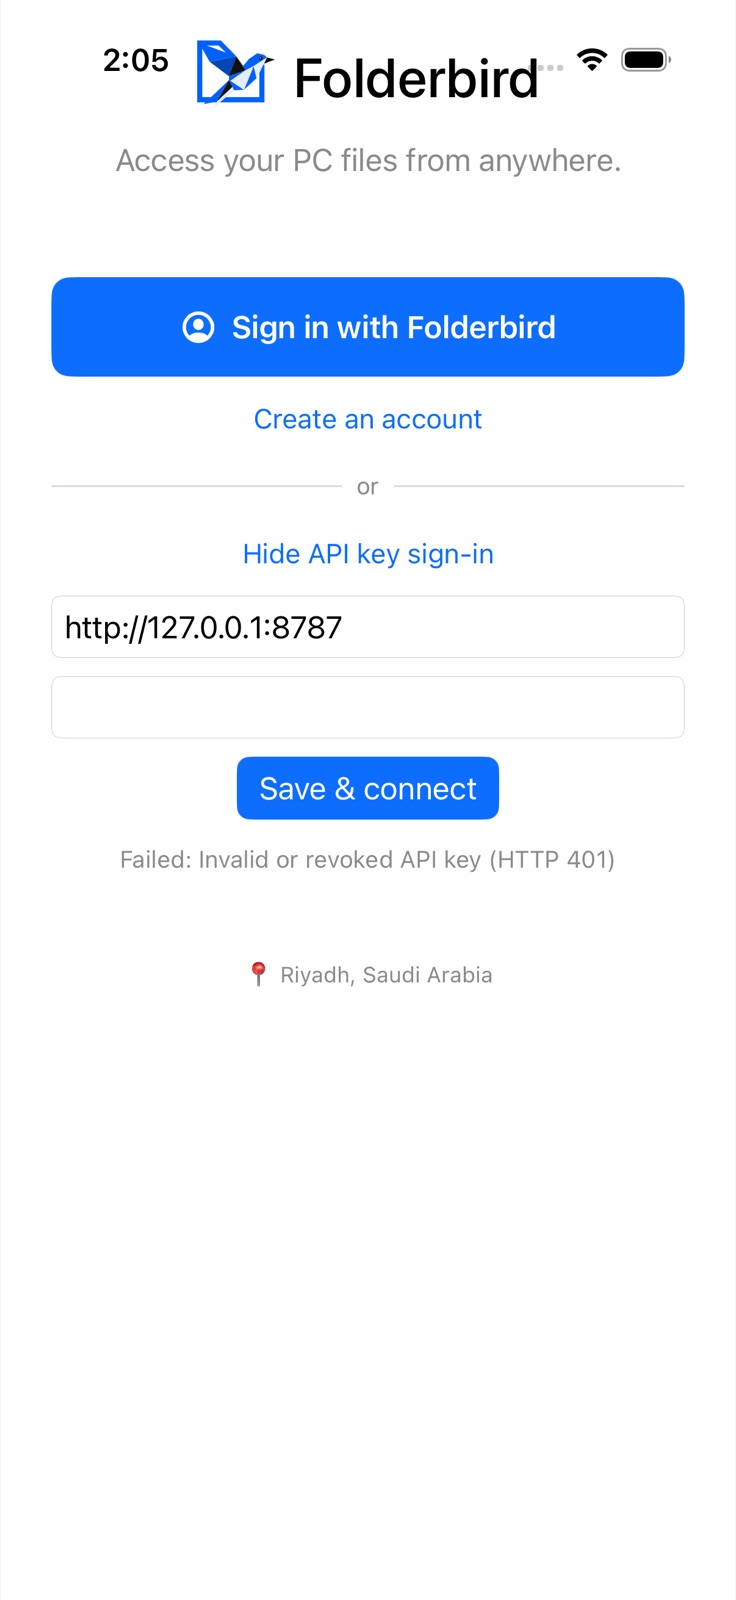 2:05
Folderbird
Access your PC files from anywhere.
Sign in with Folderbird
Create an account
or
Hide API key sign-in
http://127.0.0.1:8787
Save & connect
Failed: Invalid or revoked API key (HTTP 401)
📍 Riyadh, Saudi Arabia